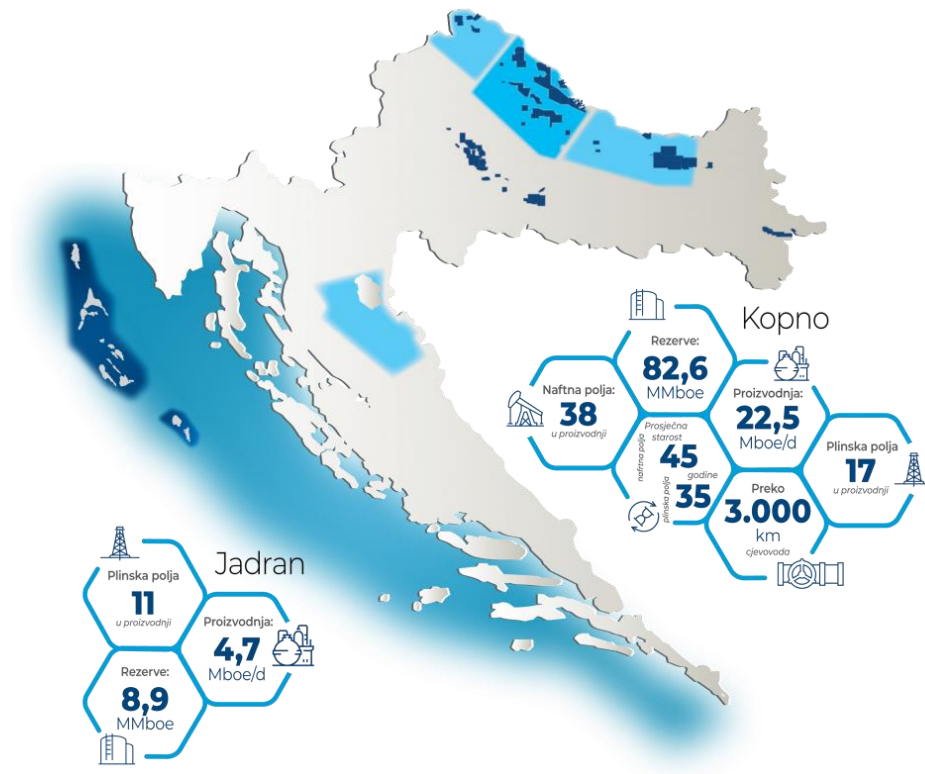 Kopno
Rezerve:
82,6
MMboe
Naftna polja:
38
u proizvodnji
Proizvodnja:
22,5
Mboe/d
Prosječna
starost
naftna polja
45
godine
plinska polja
35
Plinska polja
17
u proizvodnji
Preko
3.000
km
cjevovoda
Jadran
Plinska polja
11
u proizvodnji
Proizvodnja:
4,7
Mboe/d
Rezerve:
8,9
MMboe